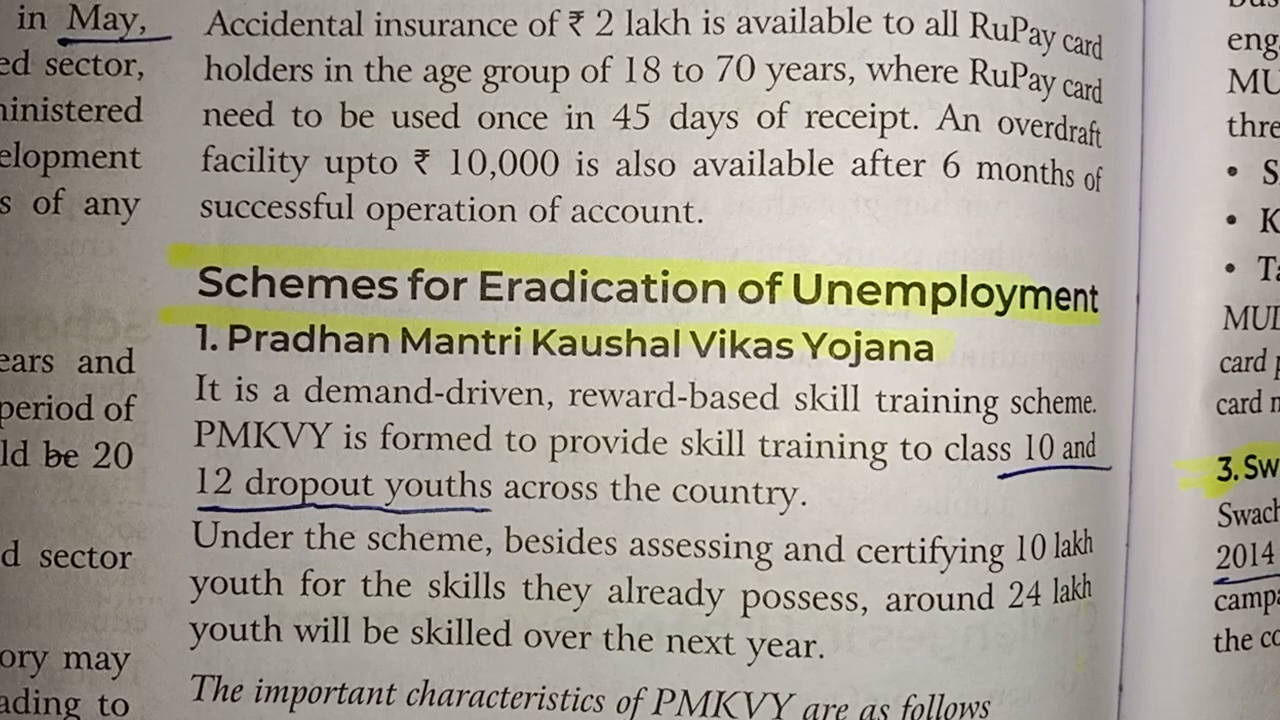 in May,
ed sector,
ministered
elopment
s of any
ears and
period of
ld be 20
d sector
ory may
ading to
Accidental insurance of ₹ 2 lakh is available to all RuPay card
holders in the age group of 18 to 70 years, where RuPay card
need to be used once in 45 days of receipt. An overdraft
facility upto ₹ 10,000 is also available after 6 months of
successful operation of account.
Schemes for Eradication of Unemployment
1. Pradhan Mantri Kaushal Vikas Yojana
It is a demand-driven, reward-based skill training scheme.
PMKVY is formed to provide skill training to class 10 and
12 dropout youths across the country.
Under the scheme, besides assessing and certifying 10 lakh
youth for the skills they already possess, around 24 lakh
youth will be skilled over the next year.
The important characteristics of PMKVY are as follows
eng
MU
thre
• S
• K
• Ta
MUI
card p
card n
3. Sw
Swach
2014
campa
the co